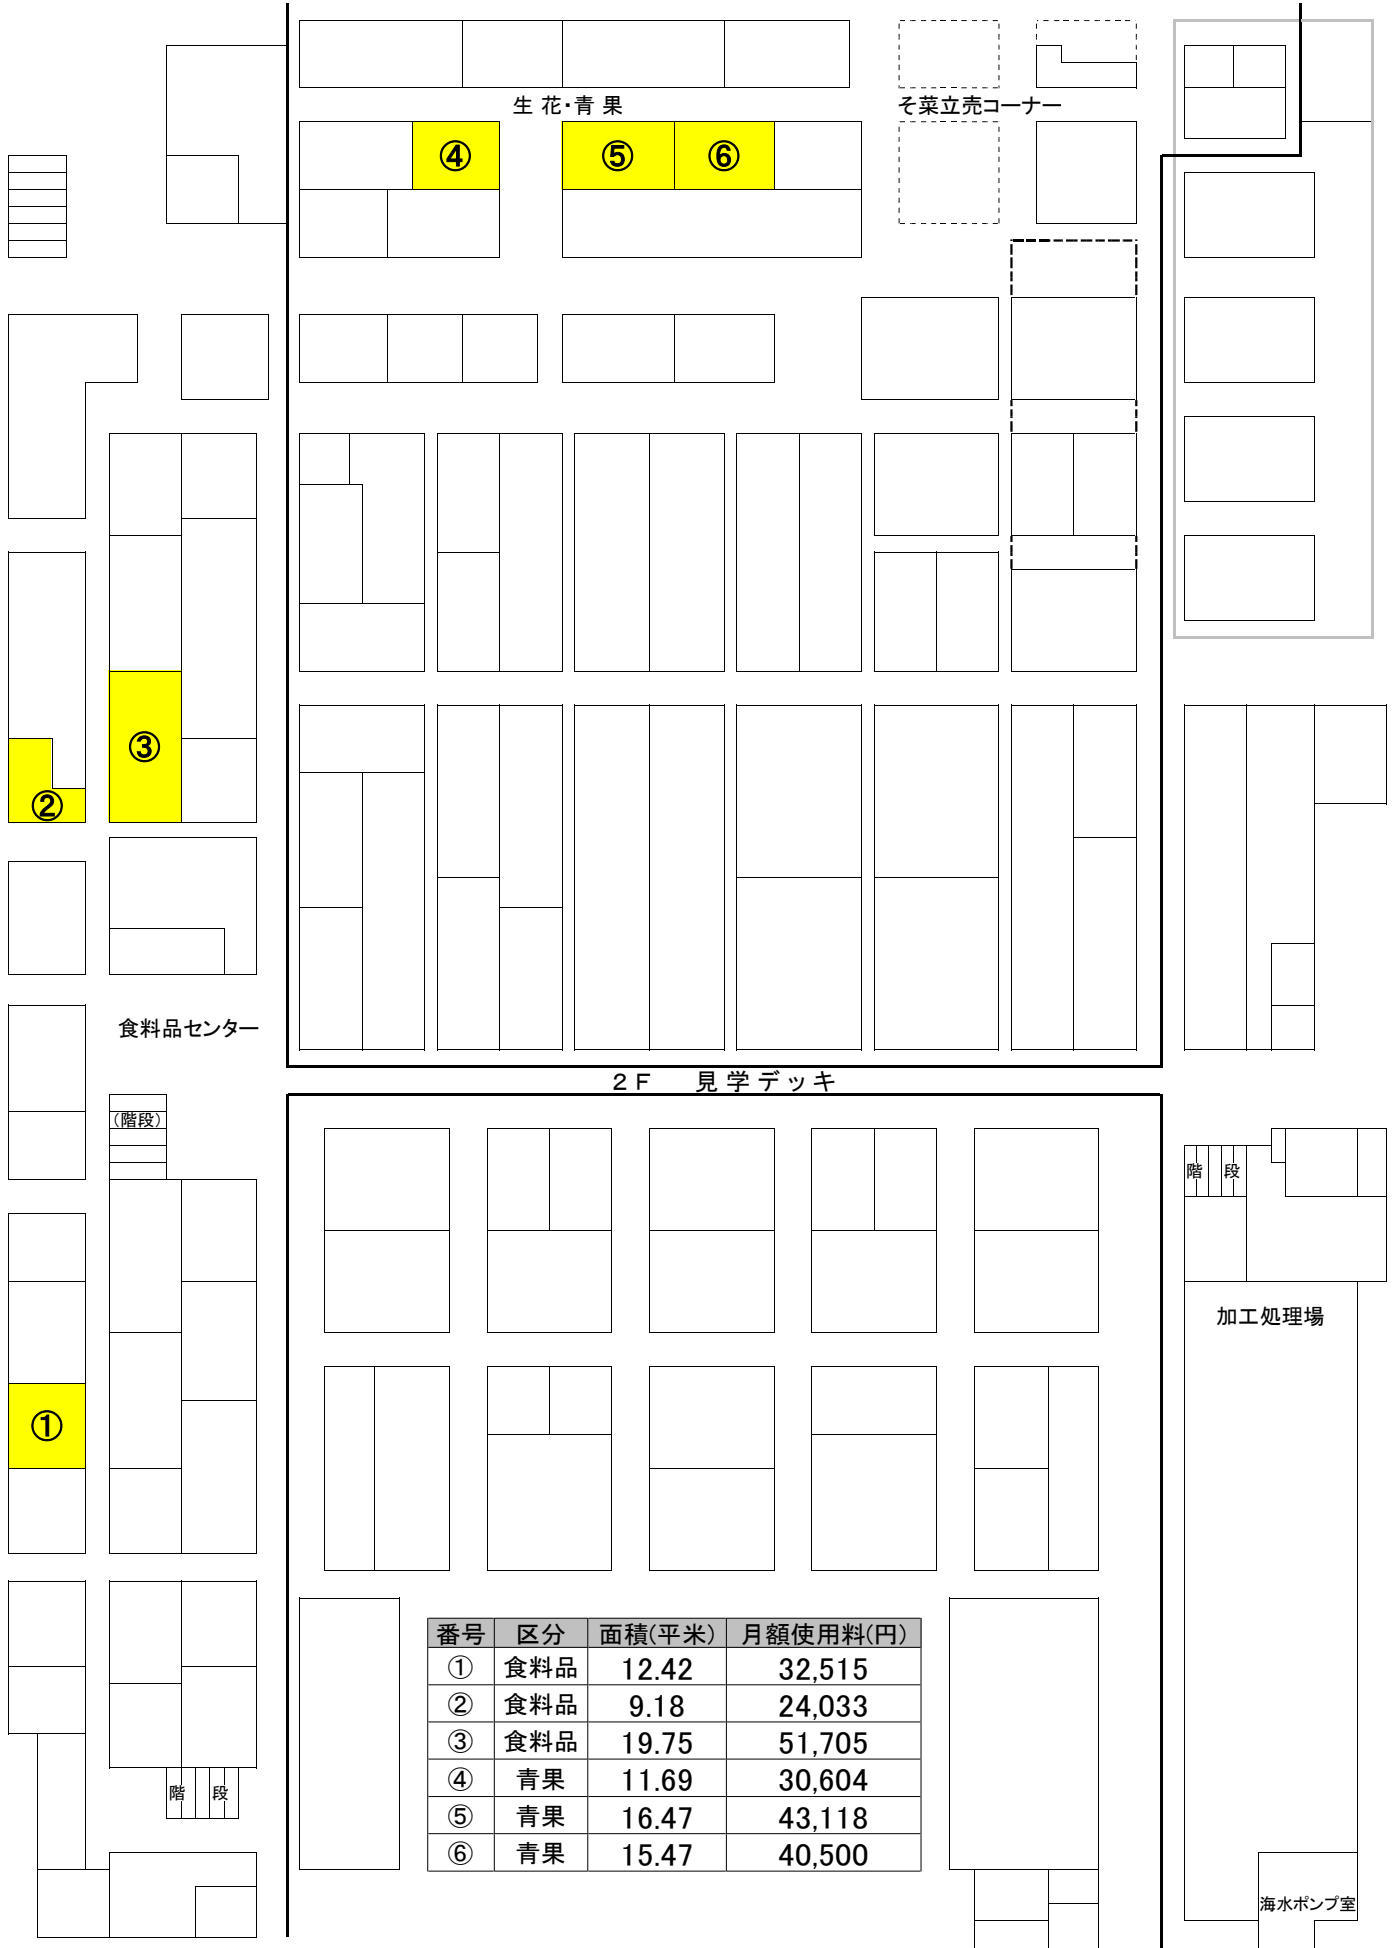 生花・青果
そ菜立売コーナー
④
⑤
⑥
③
②
食料品センター
2F 見学デッキ
(階段)
階段
加工処理場
①
番号 区分 面積(平米) 月額使用料(円)
① 食料品 12.42 32,515
② 食料品 9.18 24,033
③ 食料品 19.75 51,705
④ 青果 11.69 30,604
⑤ 青果 16.47 43,118
⑥ 青果 15.47 40,500
階段
海水ポンプ室